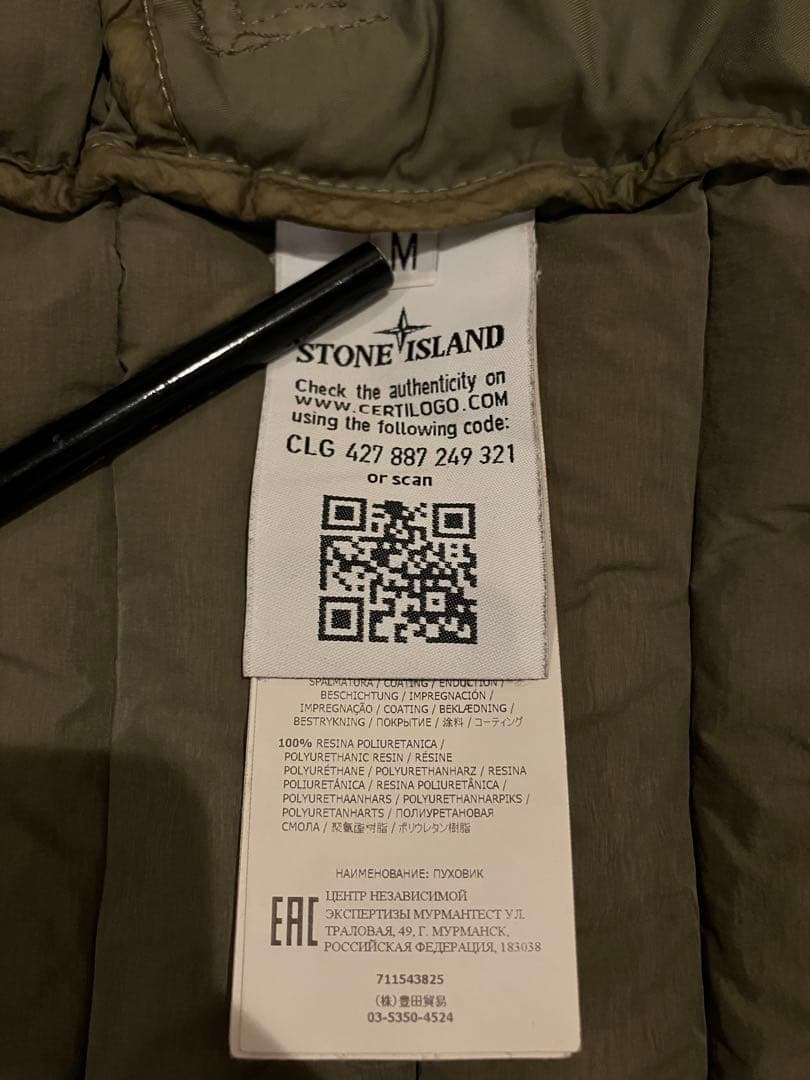 M
STONE ISLAND
Check the authenticity on
WWW.CERTILOGO.COM
using the following code:
CLG 427 887 249 321
or scan
SPALMATURA / COATING / ENDUCTION /
BESCHICHTUNG / IMPREGNACIÓN /
IMPREGNAÇÃO / COATING / BEKLÆDNING /
BESTRYKNING / ПОКРЫТИЕ / 涂料 / コーティング
100% RESINA POLIURETANICA /
POLYURETHANIC RESIN / RÉSINE
POLYURÉTHANE / POLYURETHANHARZ / RESINA
POLIURETÁNICA / RESINA POLIURETÂNICA /
POLYURETHAANHARS / POLYURETHANHARPIKS /
POLYURETANHARTS / ПОЛИУРЕТАНОВАЯ
СМОЛА / 聚氨酯树脂 / ポリウレタン樹脂
НАИМЕНОВАНИЕ: ПУХОВИК
EAC
ЦЕНТР НЕЗАВИСИМОЙ
ЭКСПЕРТИЗЫ МУРМАНТЕСТ УЛ.
ТРАЛОВАЯ, 49, Г. МУРМАНСК,
РОССИЙСКАЯ ФЕДЕРАЦИЯ, 183038
711543825
(株)豊田貿易
03-5350-4524